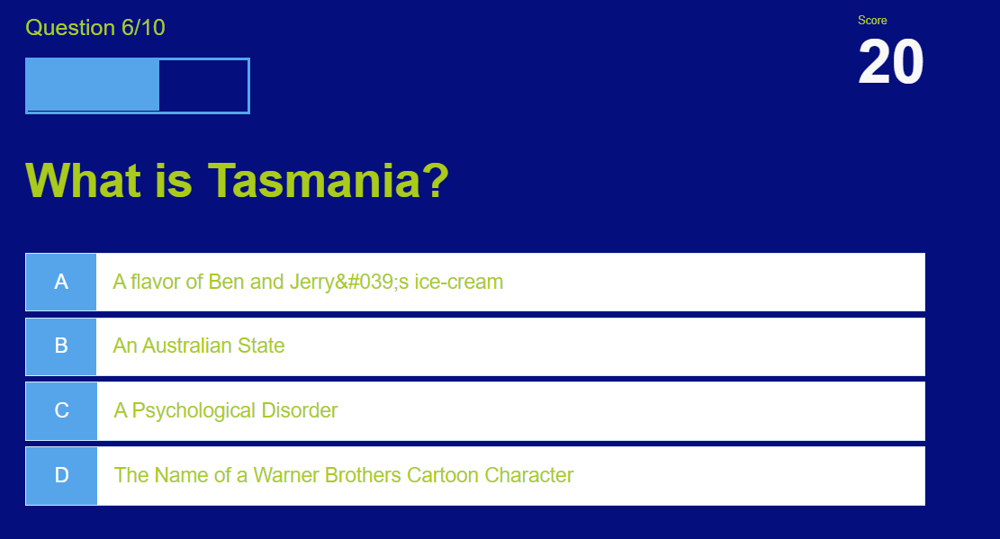 Question 6/10
Score
20
What is Tasmania?
A
A flavor of Ben and Jerry&#039;s ice-cream
B
An Australian State
C
A Psychological Disorder
D
The Name of a Warner Brothers Cartoon Character